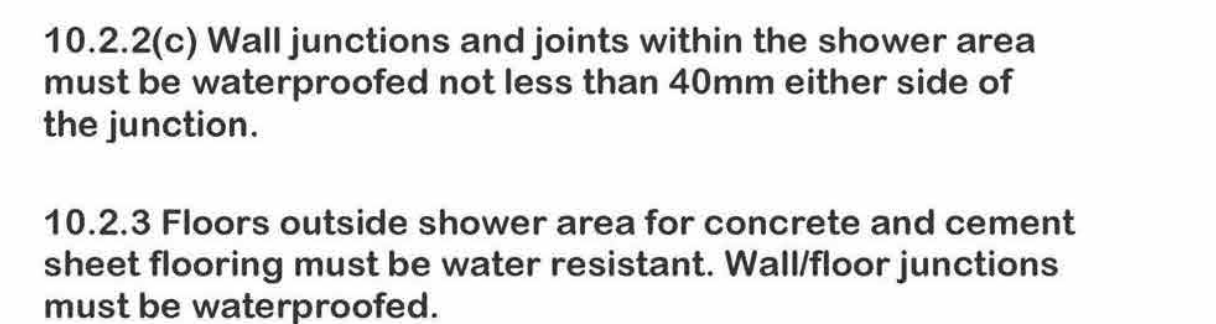 10.2.2(c) Wall junctions and joints within the shower area
must be waterproofed not less than 40mm either side of
the junction.
10.2.3 Floors outside shower area for concrete and cement
sheet flooring must be water resistant. Wall/floor junctions
must be waterproofed.